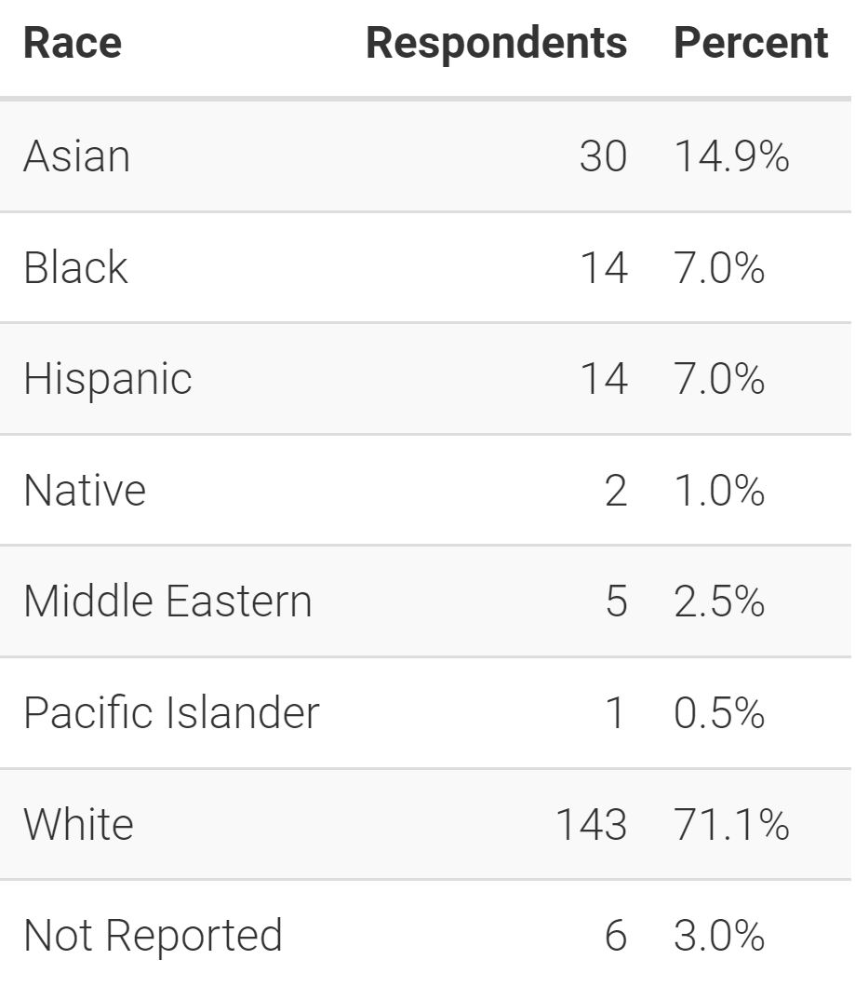 Race Respondents Percent
Asian 30 14.9%
Black 14 7.0%
Hispanic 14 7.0%
Native 2 1.0%
Middle Eastern 5 2.5%
Pacific Islander 1 0.5%
White 143 71.1%
Not Reported 6 3.0%